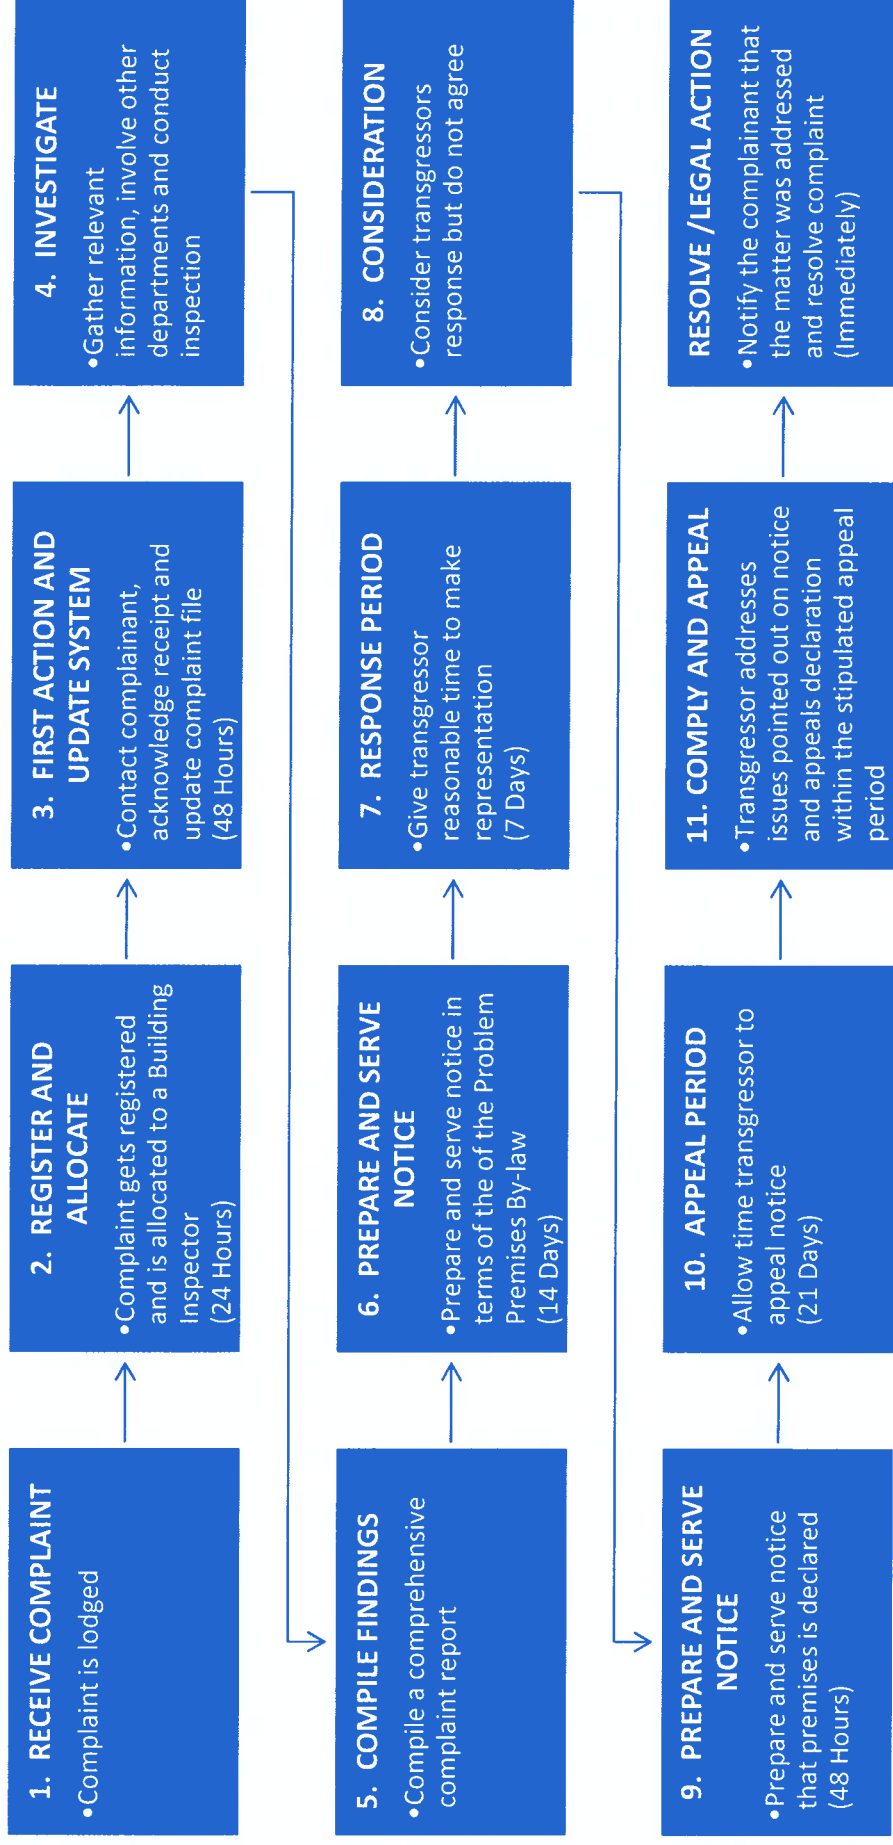 1. RECEIVE COMPLAINT
•Complaint is lodged
2. REGISTER AND
ALLOCATE
•Complaint gets registered
and is allocated to a Building
Inspector
(24 Hours)
3. FIRST ACTION AND
UPDATE SYSTEM
•Contact complainant,
acknowledge receipt and
update complaint file
(48 Hours)
4. INVESTIGATE
•Gather relevant
information, involve other
departments and conduct
inspection
5. COMPILE FINDINGS
•Compile a comprehensive
complaint report
6. PREPARE AND SERVE
NOTICE
•Prepare and serve notice in
terms of the of the Problem
Premises By-law
(14 Days)
7. RESPONSE PERIOD
•Give transgressor
reasonable time to make
representation
(7 Days)
8. CONSIDERATION
•Consider transgressors
response but do not agree
9. PREPARE AND SERVE
NOTICE
•Prepare and serve notice
that premises is declared
(48 Hours)
10. APPEAL PERIOD
•Allow time transgressor to
appeal notice
(21 Days)
11. COMPLY AND APPEAL
•Transgressor addresses
issues pointed out on notice
and appeals declaration
within the stipulated appeal
period
RESOLVE /LEGAL ACTION
•Notify the complainant that
the matter was addressed
and resolve complaint
(Immediately)